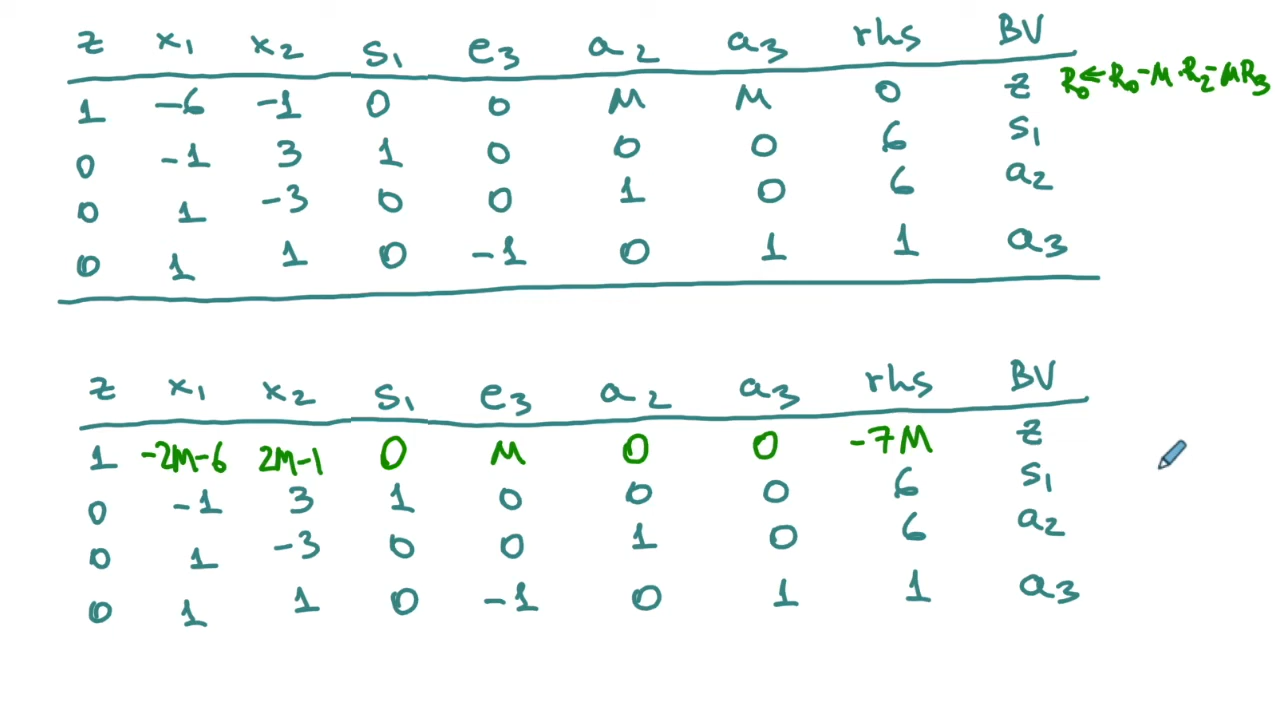 z x₁ x₂ s₁ e₃ a₂ a₃ rhs BV
1 -6 -1 0 0 M M 0 z R₀ ← R₀ - M · R₂ - MR₃
0 -1 3 1 0 0 0 6 s₁
0 1 -3 0 0 1 0 6 a₂
0 1 1 0 -1 0 1 1 a₃
z x₁ x₂ s₁ e₃ a₂ a₃ rhs BV
1 -2M-6 2M-1 0 M 0 0 -7M z
0 -1 3 1 0 0 0 6 s₁
0 1 -3 0 0 1 0 6 a₂
0 1 1 0 -1 0 1 1 a₃